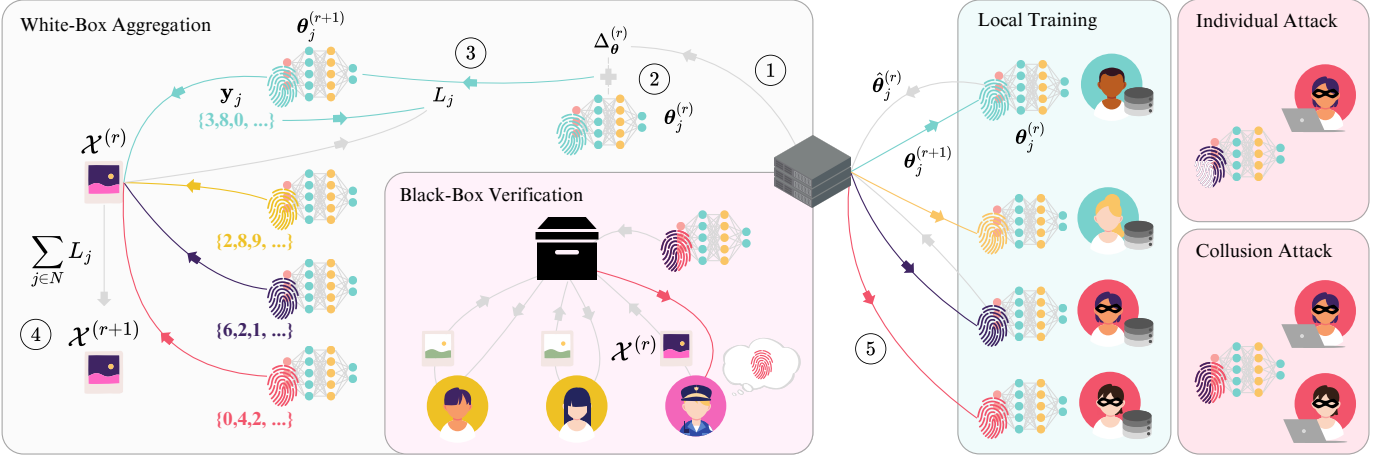 White-Box Aggregation
θ_j^{(r+1)}
3
Δ_θ^{(r)}
2
1
y_j
{3,8,0, ...}
L_j
θ_j^{(r)}
𝒳^{(r)}
{2,8,9, ...}
∑_{j∈N} L_j
{6,2,1, ...}
4
𝒳^{(r+1)}
{0,4,2, ...}
Black-Box Verification
𝒳^{(r)}
θ̂_j^{(r)}
θ_j^{(r+1)}
5
Local Training
θ_j^{(r)}
Individual Attack
Collusion Attack